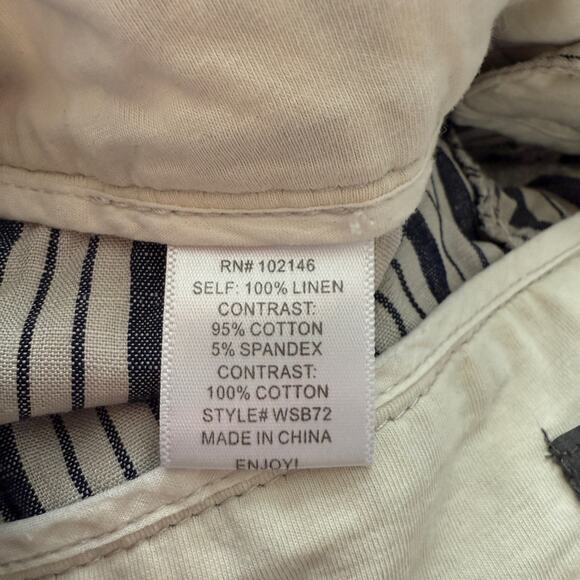 RN# 102146
SELF: 100% LINEN
CONTRAST:
95% COTTON
5% SPANDEX
CONTRAST:
100% COTTON
STYLE# WSB72
MADE IN CHINA
ENJOY!